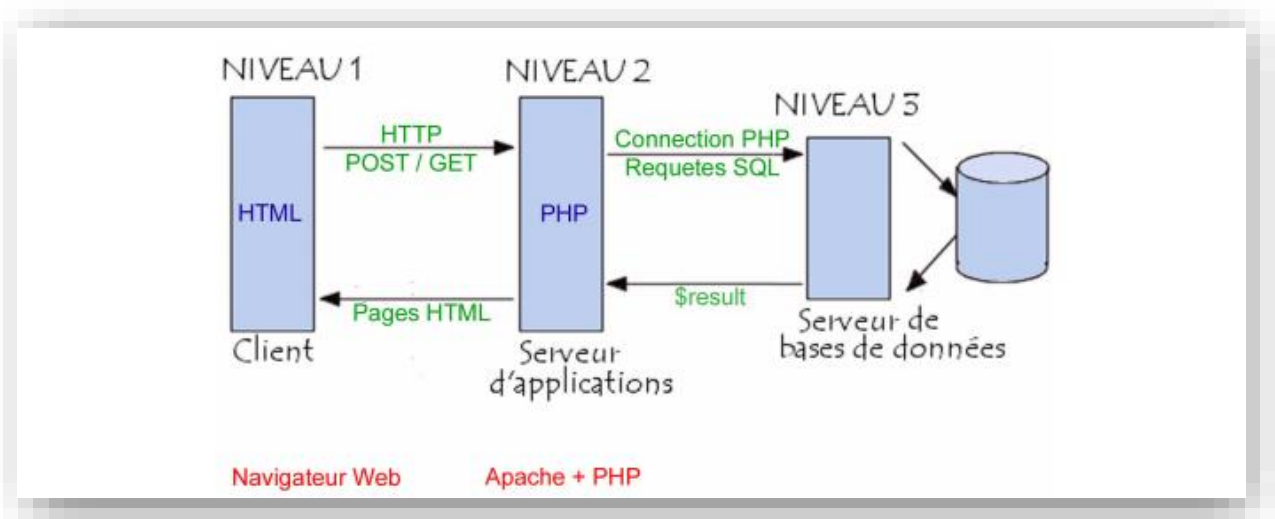 NIVEAU 1
NIVEAU 2
NIVEAU 3
HTTP
POST / GET
Connection PHP
Requetes SQL
HTML
PHP
Pages HTML
$result
Client
Serveur
d'applications
Serveur de
bases de données
Navigateur Web
Apache + PHP